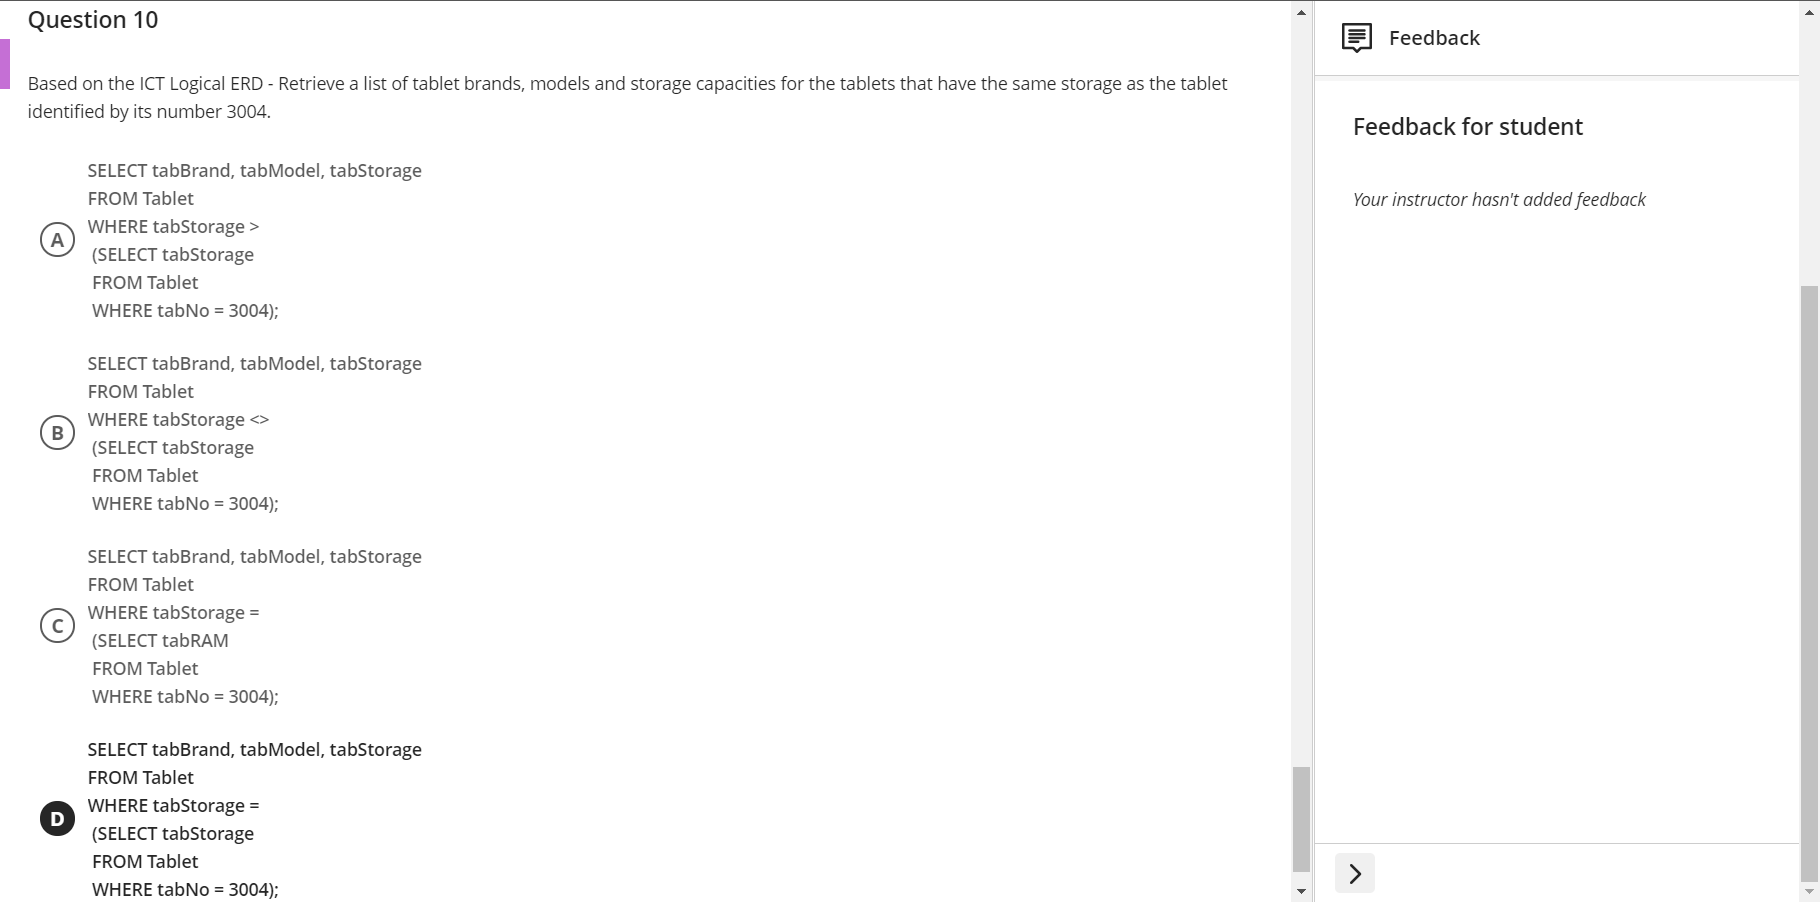 Question 10
Based on the ICT Logical ERD - Retrieve a list of tablet brands, models and storage capacities for the tablets that have the same storage as the tablet
identified by its number 3004.
SELECT tabBrand, tabModel, tabStorage
FROM Tablet
A
WHERE tabStorage >
(SELECT tabStorage
FROM Tablet
WHERE tabNo = 3004);
SELECT tabBrand, tabModel, tabStorage
FROM Tablet
B
WHERE tabStorage <>
(SELECT tabStorage
FROM Tablet
WHERE tabNo = 3004);
SELECT tabBrand, tabModel, tabStorage
FROM Tablet
C
WHERE tabStorage =
(SELECT tabRAM
FROM Tablet
WHERE tabNo = 3004);
SELECT tabBrand, tabModel, tabStorage
FROM Tablet
D
WHERE tabStorage =
(SELECT tabStorage
FROM Tablet
WHERE tabNo = 3004);
Feedback
Feedback for student
Your instructor hasn't added feedback